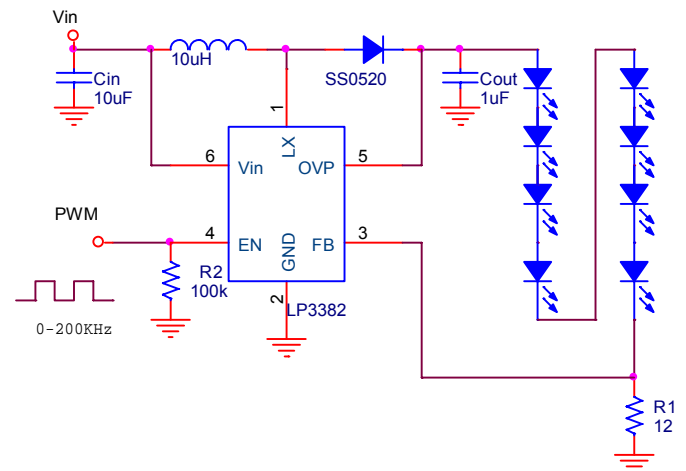 Vin
10uH
Cin
10uF
SS0520
Cout
1uF
1
LX
6
Vin
OVP
5
PWM
4
EN
GND
FB
3
R2
100k
2
LP3382
0-200KHz
R1
12